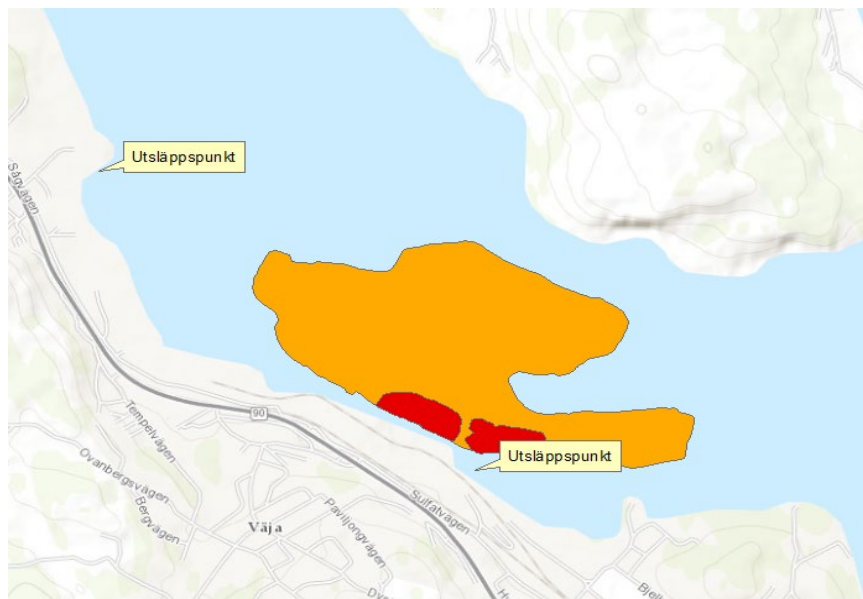 Utsläppspunkt
Sågvägen
90
Tempelvägen
Ovanbergsvägen
Bergvägen
Väja
Paviljongvägen
Sulfatvägen
Utsläppspunkt